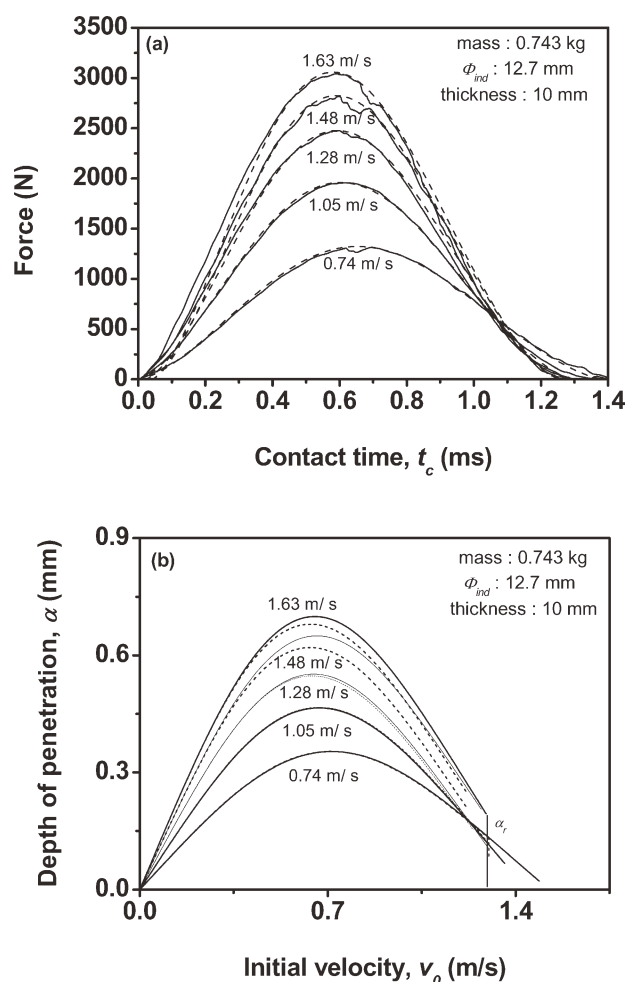 (a)
mass : 0.743 kg
Φind : 12.7 mm
thickness : 10 mm
1.63 m/ s
1.48 m/ s
1.28 m/ s
1.05 m/ s
0.74 m/ s
3500
3000
2500
2000
1500
1000
500
0
Force (N)
0.0 0.2 0.4 0.6 0.8 1.0 1.2 1.4
Contact time, tc (ms)
(b)
mass : 0.743 kg
Φind : 12.7 mm
thickness : 10 mm
1.63 m/ s
1.48 m/ s
1.28 m/ s
1.05 m/ s
0.74 m/ s
αr
0.9
0.6
0.3
0.0
Depth of penetration, α (mm)
0.0 0.7 1.4
Initial velocity, v0 (m/s)